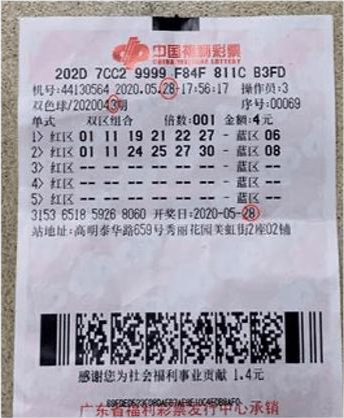 中国福利彩票
CHINA WELFARE LOTTERY
202D 7CC2 9999 F84F 811C B3FD
机号:44130564 2020.05.28-17:56:17 操作员:3
双色球/2020043期 序号:00069
单式 双区组合 倍数:001 金额:4元
1> 红区 01 11 19 21 22 27 - 蓝区 06
2> 红区 01 11 24 25 27 30 - 蓝区 08
3> 红区 -- -- -- -- -- -- - 蓝区 --
4> 红区 -- -- -- -- -- -- - 蓝区 --
5> 红区 -- -- -- -- -- -- - 蓝区 --
3153 6518 5926 8060 开奖日:2020-05-28
站地址:高明泰华路659号秀丽花园美虹街2座02铺
感谢您为社会福利事业贡献 1.4元
广东省福利彩票发行中心承销